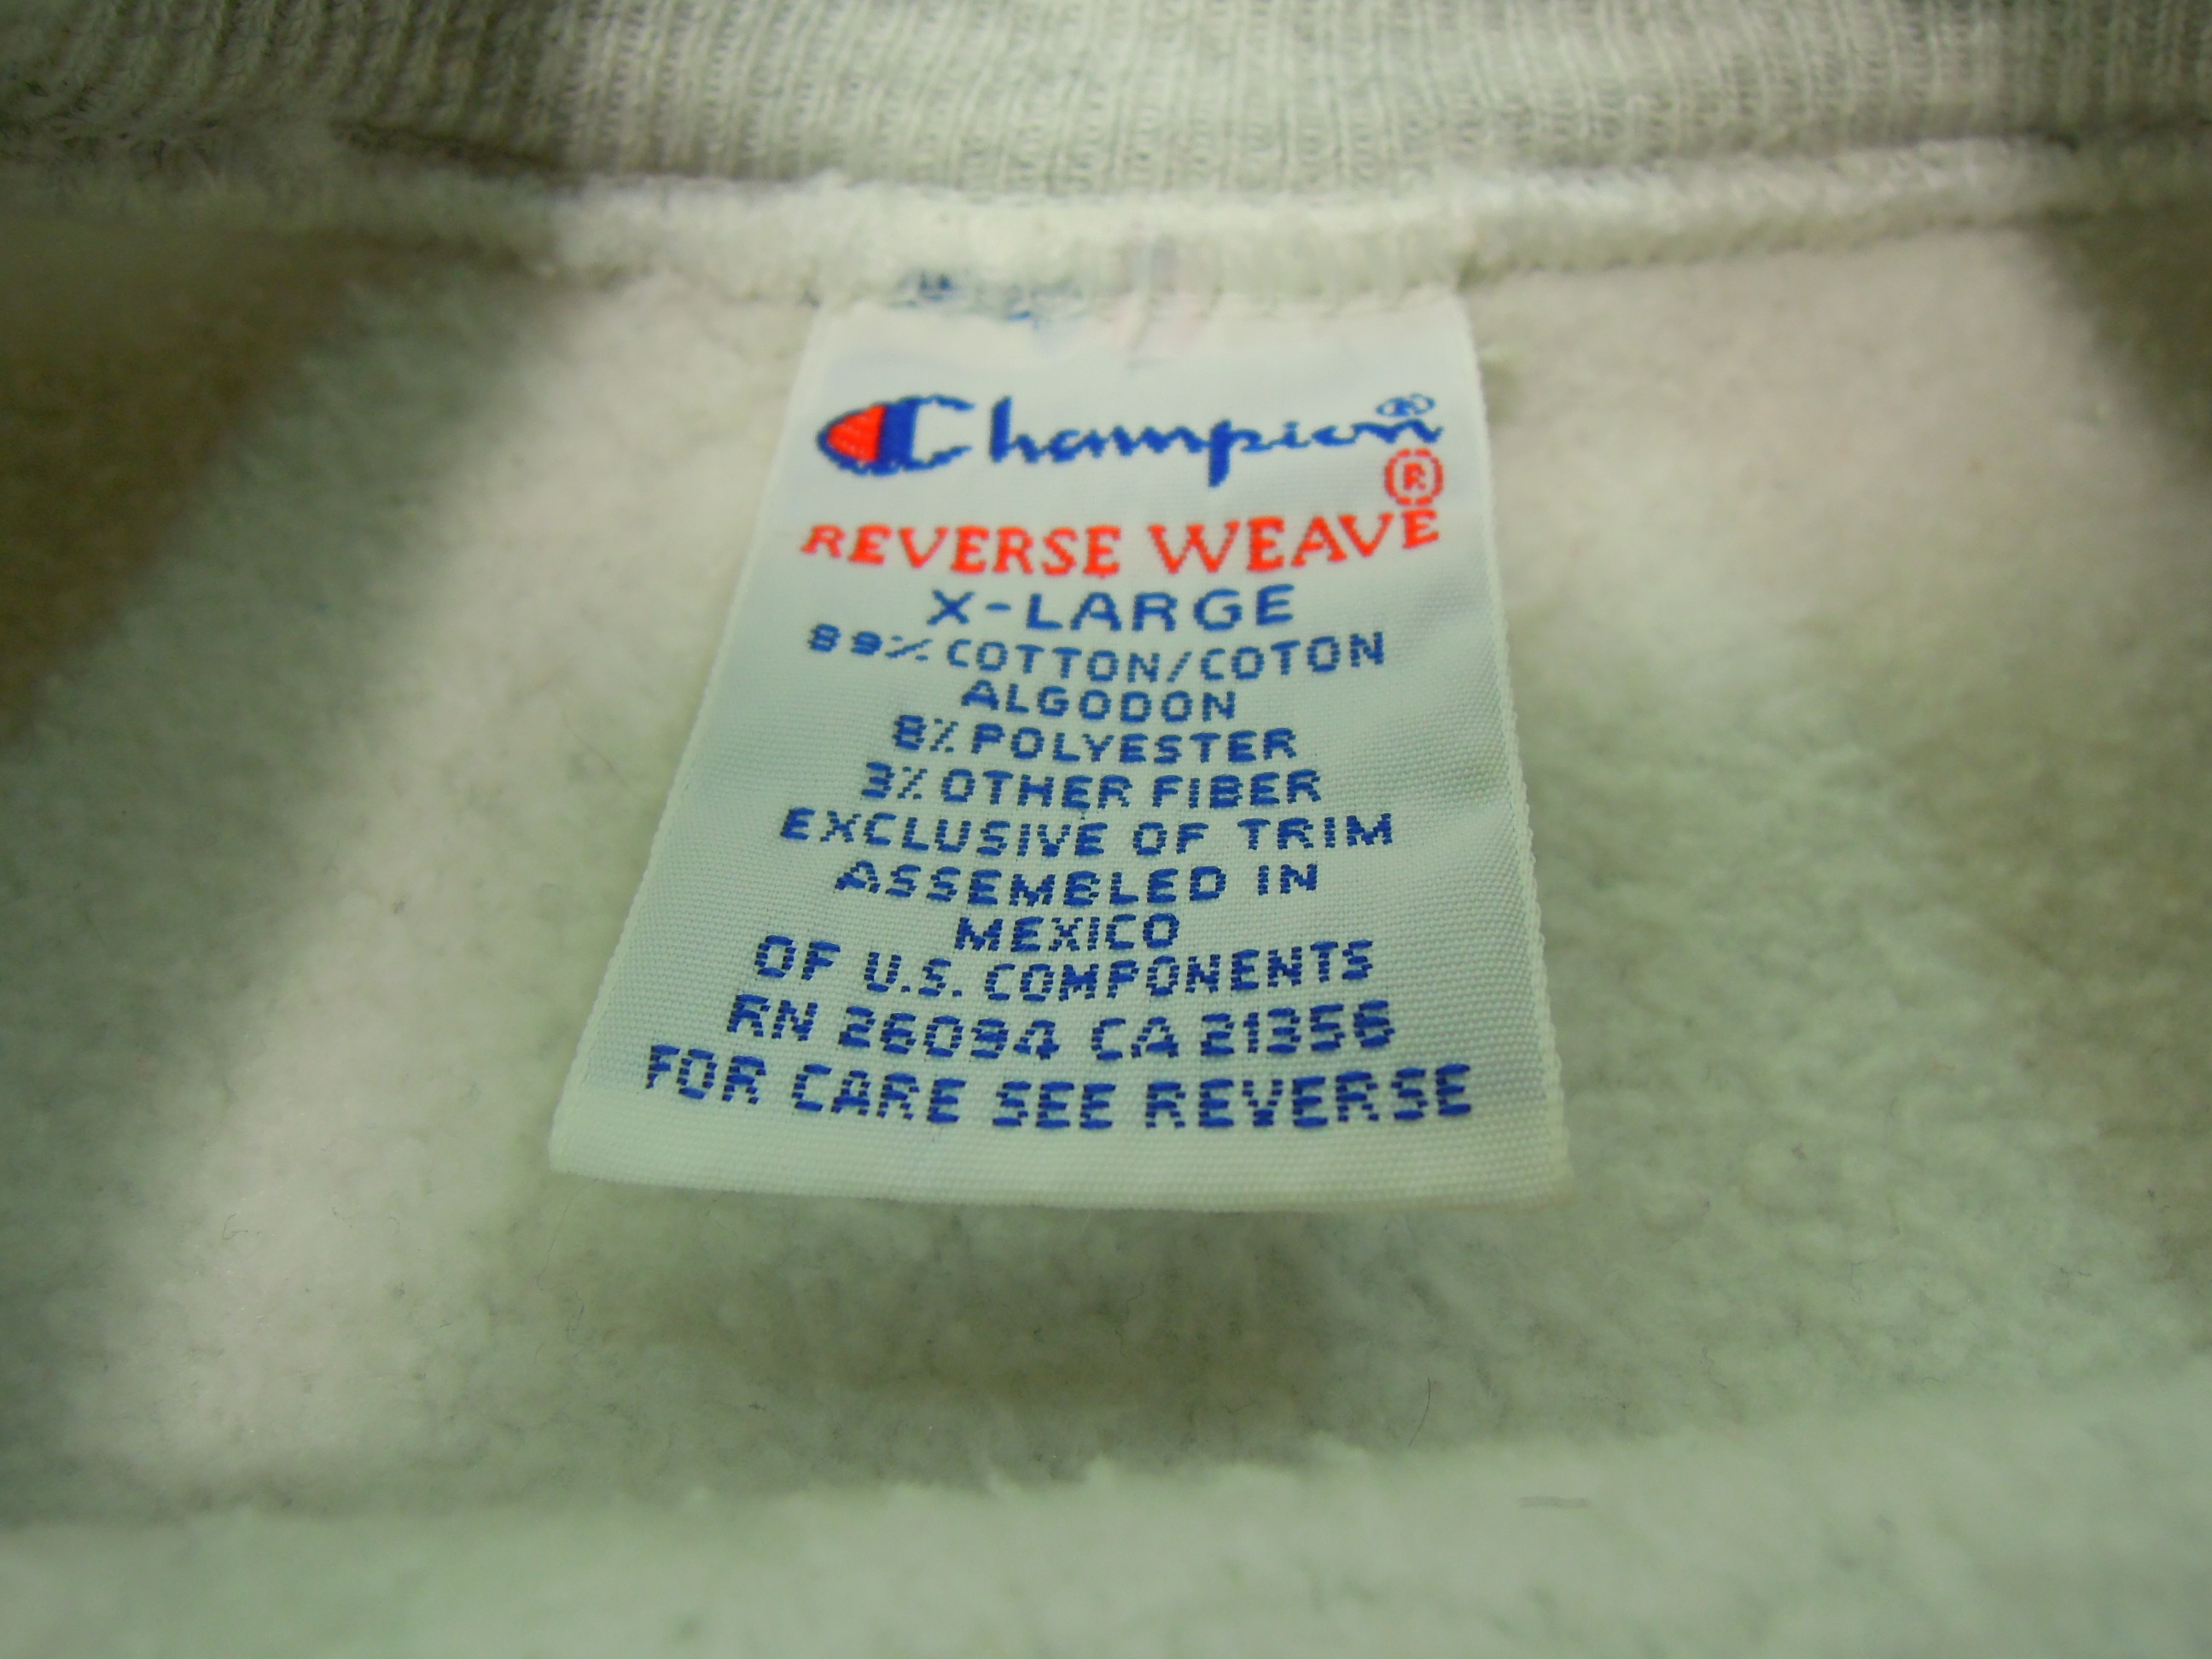 Champion®
®
REVERSE WEAVE
X-LARGE
89% COTTON/COTON
ALGODON
8% POLYESTER
3% OTHER FIBER
EXCLUSIVE OF TRIM
ASSEMBLED IN
MEXICO
OF U.S. COMPONENTS
RN 26094 CA 21356
FOR CARE SEE REVERSE